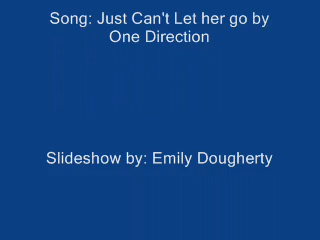 Song: Just Can't Let her go by
One Direction
Slideshow by: Emily Dougherty